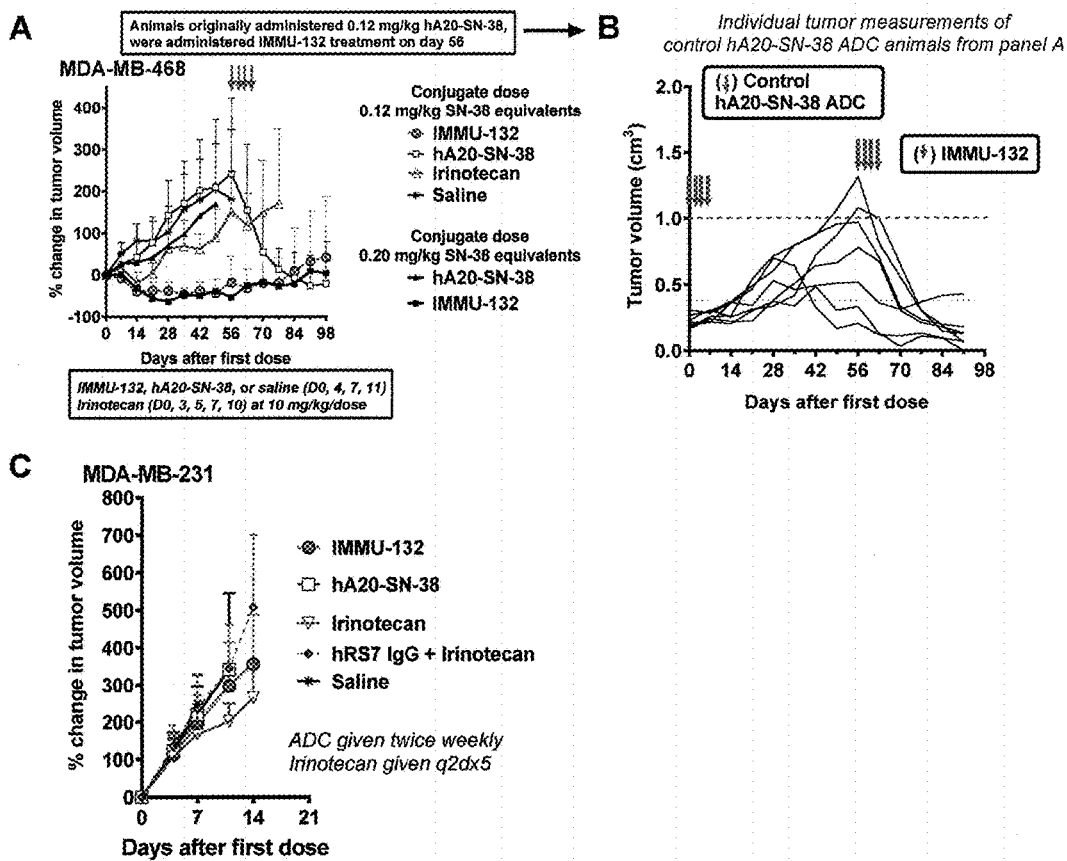 A
Animals originally administered 0.12 mg/kg hA20-SN-38,
were administered IMMU-132 treatment on day 56
MDA-MB-468
% change in tumor volume
400
300
200
100
0
-100
0 14 28 42 56 70 84 98
Days after first dose
Conjugate dose
0.12 mg/kg SN-38 equivalents
IMMU-132
hA20-SN-38
Irinotecan
Saline
Conjugate dose
0.20 mg/kg SN-38 equivalents
hA20-SN-38
IMMU-132
IMMU-132, hA20-SN-38, or saline (D0, 4, 7, 11)
Irinotecan (D0, 3, 5, 7, 10) at 10 mg/kg/dose
B
Individual tumor measurements of
control hA20-SN-38 ADC animals from panel A
(↓) Control
hA20-SN-38 ADC
(↓) IMMU-132
Tumor volume (cm³)
2.0
1.5
1.0
0.5
0.0
0 14 28 42 56 70 84 98
Days after first dose
C
MDA-MB-231
% change in tumor volume
800
700
600
500
400
300
200
100
0
0 7 14 21
Days after first dose
IMMU-132
hA20-SN-38
Irinotecan
hRS7 IgG + Irinotecan
Saline
ADC given twice weekly
Irinotecan given q2dx5